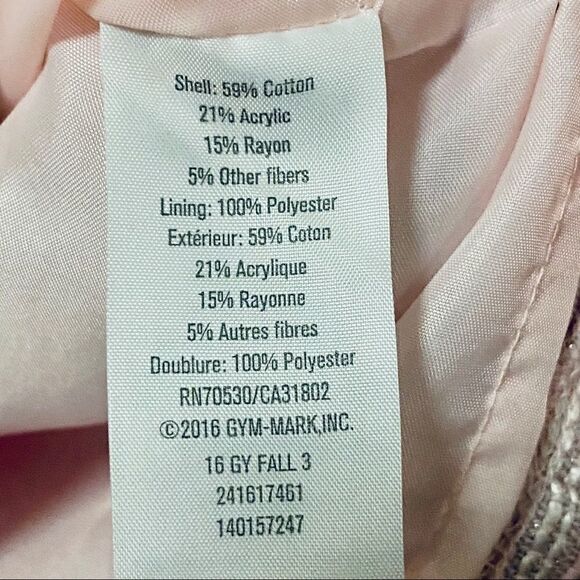 Shell: 59% Cotton
21% Acrylic
15% Rayon
5% Other fibers
Lining: 100% Polyester
Extérieur: 59% Coton
21% Acrylique
15% Rayonne
5% Autres fibres
Doublure: 100% Polyester
RN70530/CA31802
©2016 GYM-MARK,INC.
16 GY FALL 3
241617461
140157247